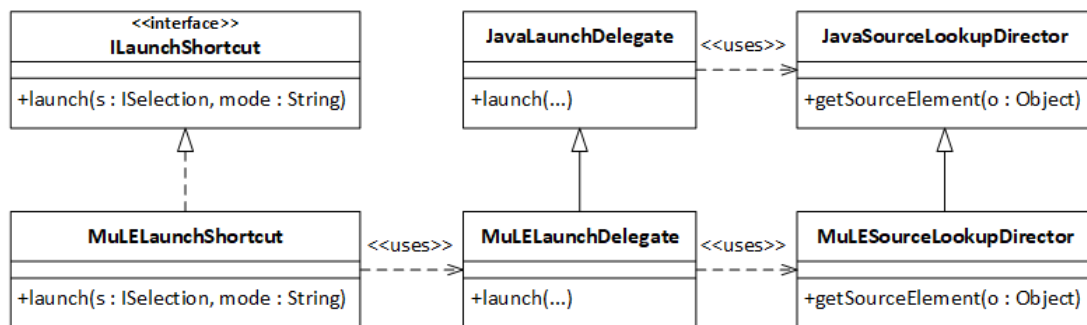 <<interface>>
ILaunchShortcut
+launch(s : ISelection, mode : String)
JavaLaunchDelegate
+launch(...)
<<uses>>
JavaSourceLookupDirector
+getSourceElement(o : Object)
MuLELaunchShortcut
+launch(s : ISelection, mode : String)
<<uses>>
MuLELaunchDelegate
+launch(...)
<<uses>>
MuLESourceLookupDirector
+getSourceElement(o : Object)